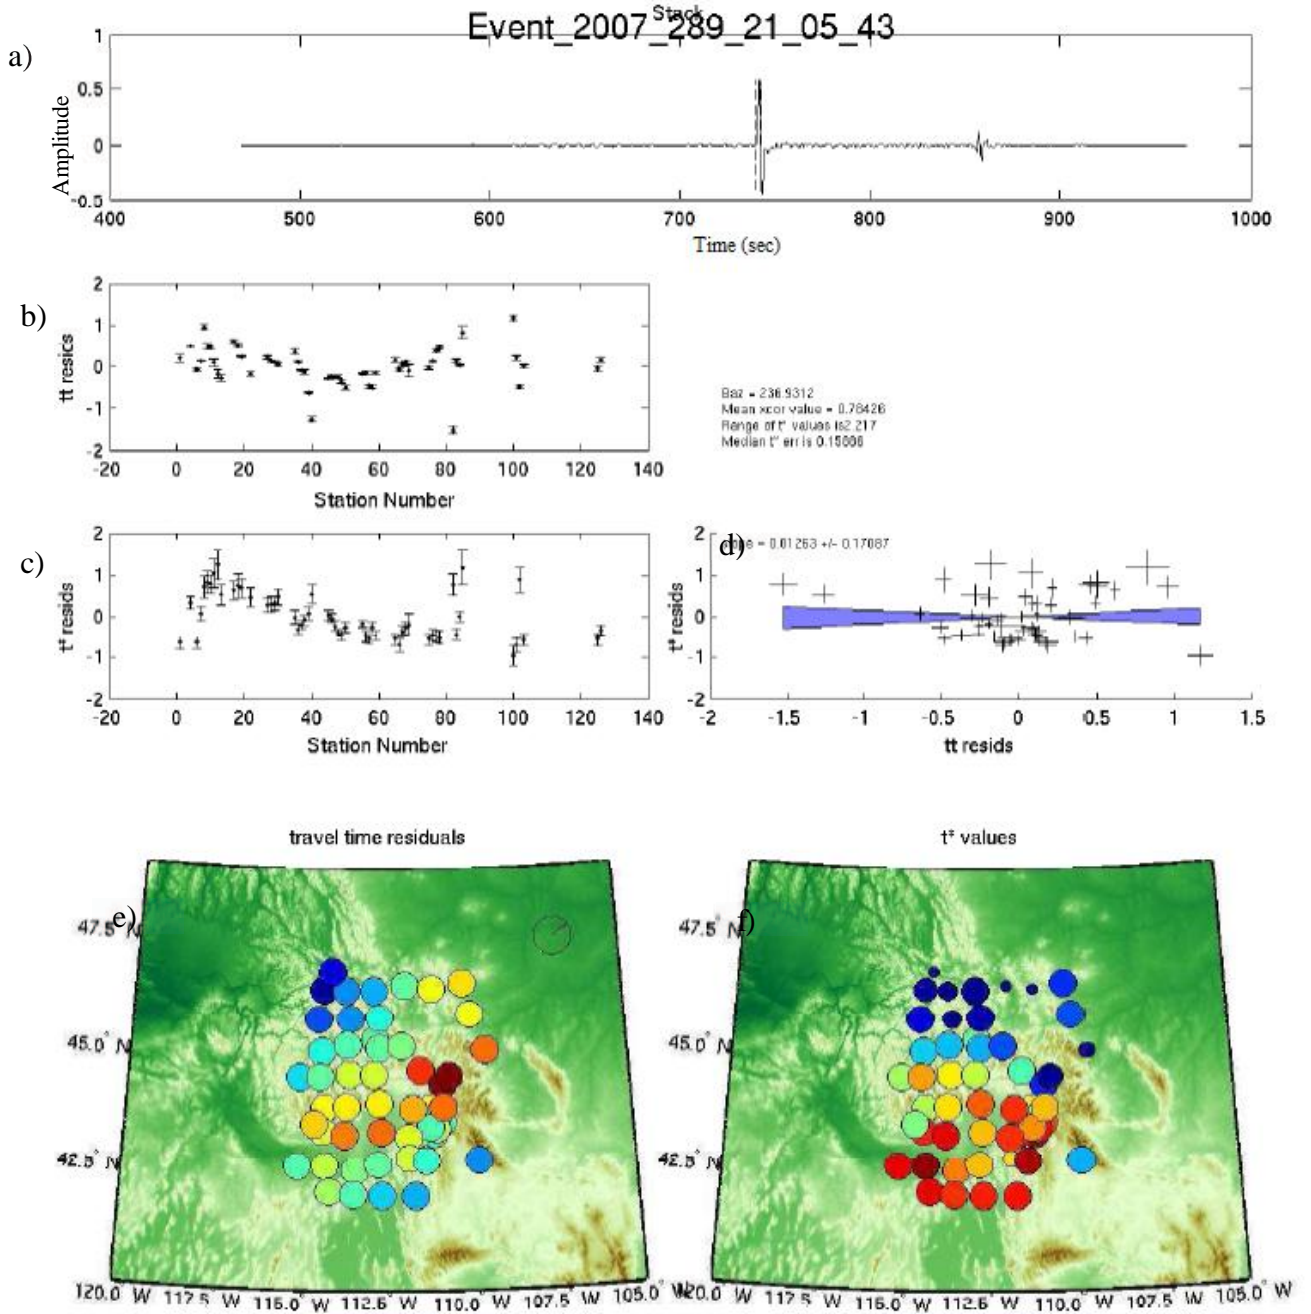 Stack
Event_2007_289_21_05_43
a)
1
0.5
0
-0.5
Amplitude
400 500 600 700 800 900 1000
Time (sec)
b)
2
1
0
-1
-2
tt resics
-20 0 20 40 60 80 100 120 140
Station Number
Baz = 236.9312
Mean xcor value = 0.76426
Range of t* values is2.217
Median t* err is
c)
2
1
0
-1
-2
t* resids
-20 0 20 40 60 80 100 120 140
Station Number
d)
= 0.01263 +/- 0.17087
2
1
0
-1
-2
t* resids
-2 -1.5 -1 -0.5 0 0.5 1 1.5
tt resids
travel time residuals
e)
47.5° N
45.0° N
42.5° N
120.0° W 117.5° W 115.0° W 112.5° W 110.0° W 107.5° W 105.0° W
t* values
f)
47.5° N
45.0° N
42.5° N
120.0° W 117.5° W 115.0° W 112.5° W 110.0° W 107.5° W 105.0° W